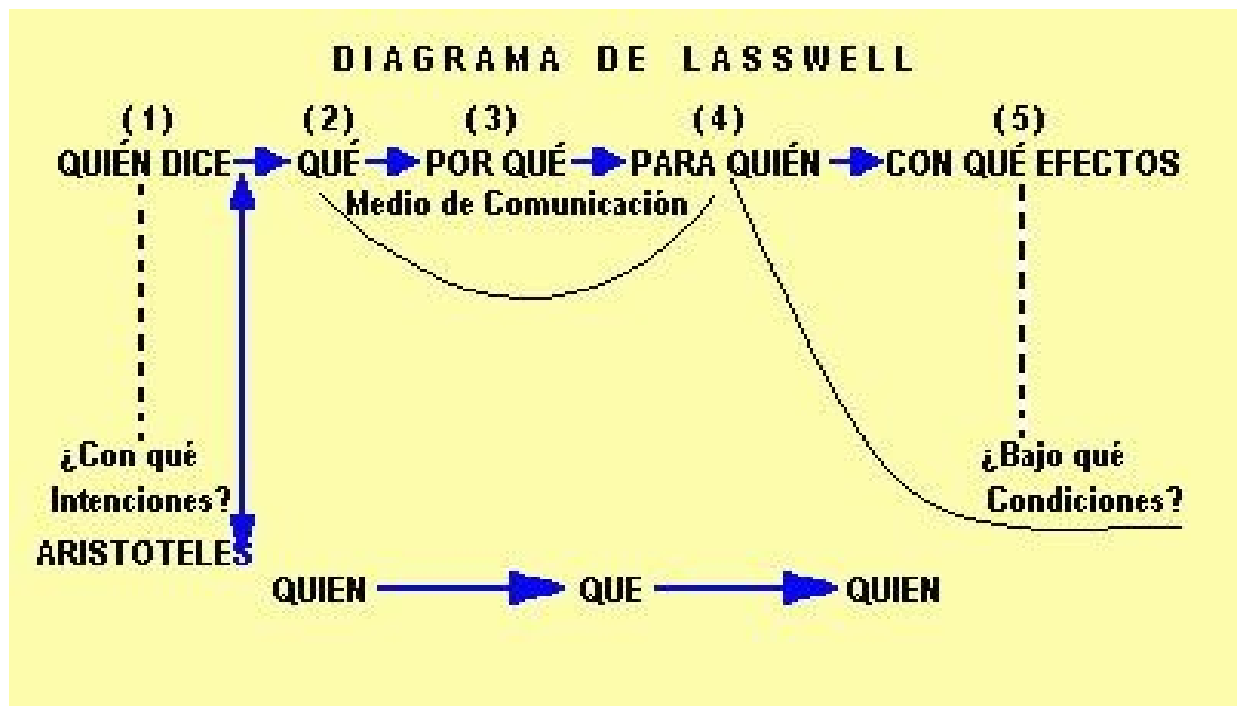 DIAGRAMA DE LASSWELL
(1) (2) (3) (4) (5)
QUIÉN DICE QUÉ POR QUÉ PARA QUIÉN CON QUÉ EFECTOS
Medio de Comunicación
¿Con qué ¿Bajo qué
Intenciones? Condiciones?
ARISTOTELES
QUIEN QUE QUIEN